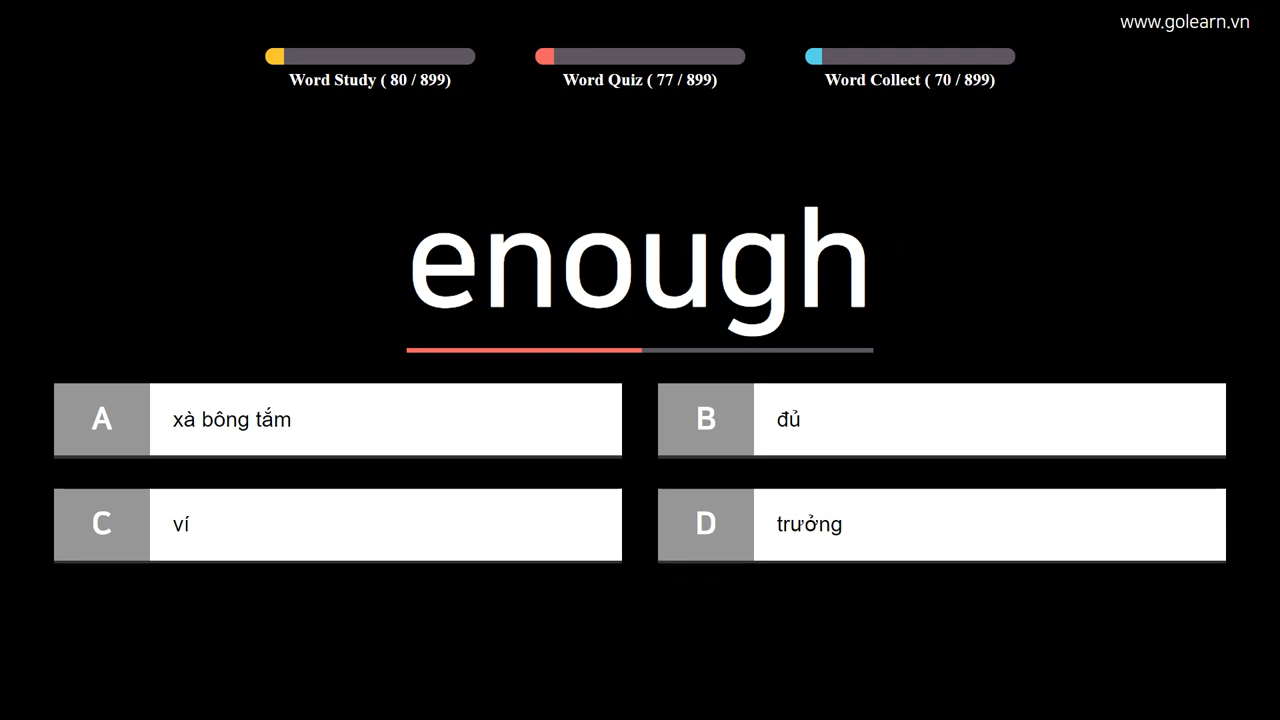 www.golearn.vn
Word Study ( 80 / 899)
Word Quiz ( 77 / 899)
Word Collect ( 70 / 899)
enough
A xà bông tắm
B đủ
C ví
D trưởng